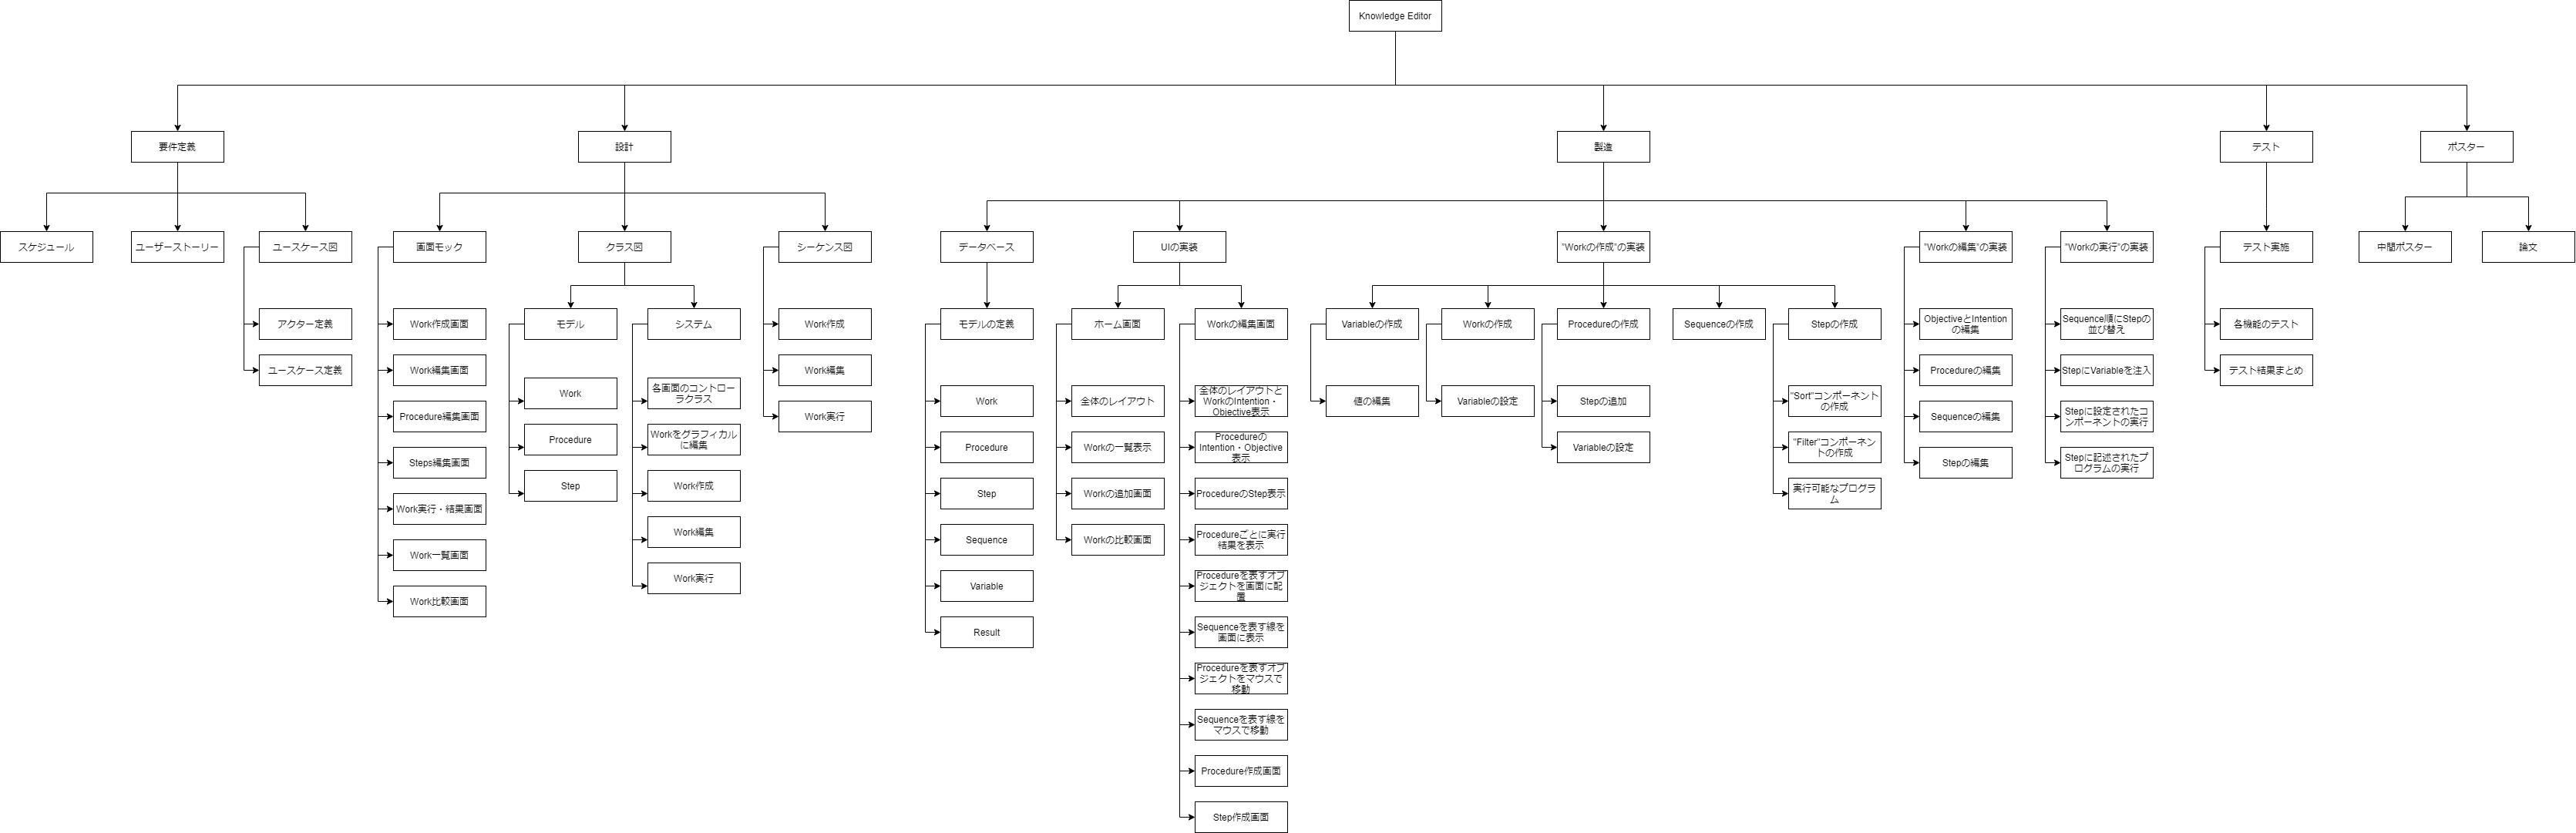 Knowledge Editor
要件定義
設計
製造
テスト
ポスター
スケジュール
ユーザーストーリー
ユースケース図
画面モック
クラス図
シーケンス図
データベース
UIの実装
"Workの作成"の実装
"Workの編集"の実装
"Workの実行"の実装
テスト実施
中間ポスター
論文
アクター定義
ユースケース定義
Work作成画面
Work編集画面
Procedure編集画面
Steps編集画面
Work実行・結果画面
Work一覧画面
Work比較画面
モデル
Work
Procedure
Step
システム
各画面のコントロー
ラクラス
Workをグラフィカル
に編集
Work作成
Work編集
Work実行
Work作成
Work編集
Work実行
モデルの定義
Work
Procedure
Step
Sequence
Variable
Result
ホーム画面
全体のレイアウト
Workの一覧表示
Workの追加画面
Workの比較画面
Workの編集画面
全体のレイアウトと
WorkのIntention・
Objective表示
Procedureの
Intention・Objective
表示
ProcedureのStep表示
Procedureごとに実行
結果を表示
Procedureを表すオブ
ジェクトを画面に配
置
Sequenceを表す線を
画面に表示
Procedureを表すオブ
ジェクトをマウスで
移動
Sequenceを表す線を
マウスで移動
Procedure作成画面
Step作成画面
Variableの作成
値の編集
Workの作成
Variableの設定
Procedureの作成
Stepの追加
Variableの設定
Sequenceの作成
Stepの作成
"Sort"コンポーネント
の作成
"Filter"コンポーネン
トの作成
実行可能なプログラ
ム
ObjectiveとIntention
の編集
Procedureの編集
Sequenceの編集
Stepの編集
Sequence順にStepの
並び替え
StepにVariableを注入
Stepに設定されたコ
ンポーネントの実行
Stepに記述されたプ
ログラムの実行
各機能のテスト
テスト結果まとめ